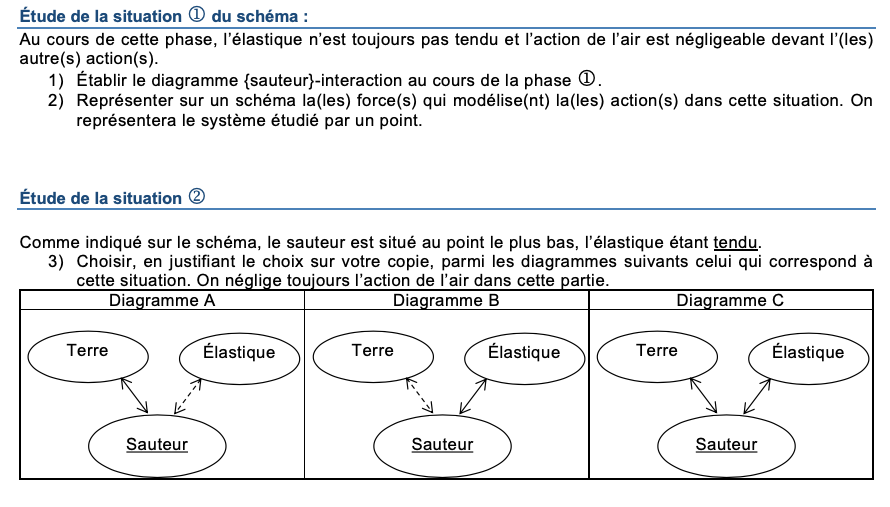 Étude de la situation ① du schéma :
Au cours de cette phase, l'élastique n'est toujours pas tendu et l'action de l'air est négligeable devant l'(les)
autre(s) action(s).
1) Établir le diagramme {sauteur}-interaction au cours de la phase ①.
2) Représenter sur un schéma la(les) force(s) qui modélise(nt) la(les) action(s) dans cette situation. On
représentera le système étudié par un point.
Étude de la situation ②
Comme indiqué sur le schéma, le sauteur est situé au point le plus bas, l'élastique étant tendu.
3) Choisir, en justifiant le choix sur votre copie, parmi les diagrammes suivants celui qui correspond à
cette situation. On néglige toujours l'action de l'air dans cette partie.
Diagramme A Diagramme B Diagramme C
Terre Élastique Terre Élastique Terre Élastique
Sauteur Sauteur Sauteur